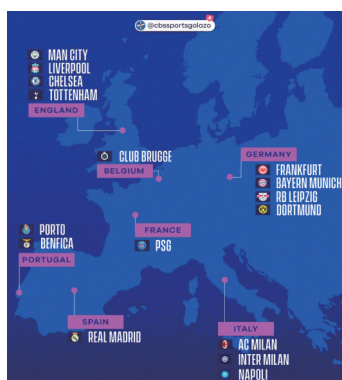 @cbssportsgolazo
MAN CITY
LIVERPOOL
CHELSEA
TOTTENHAM
ENGLAND
CLUB BRUGGE
BELGIUM
GERMANY
FRANKFURT
BAYERN MUNICH
RB LEIPZIG
DORTMUND
PORTO
BENFICA
PORTUGAL
FRANCE
PSG
SPAIN
REAL MADRID
ITALY
AC MILAN
INTER MILAN
NAPOLI